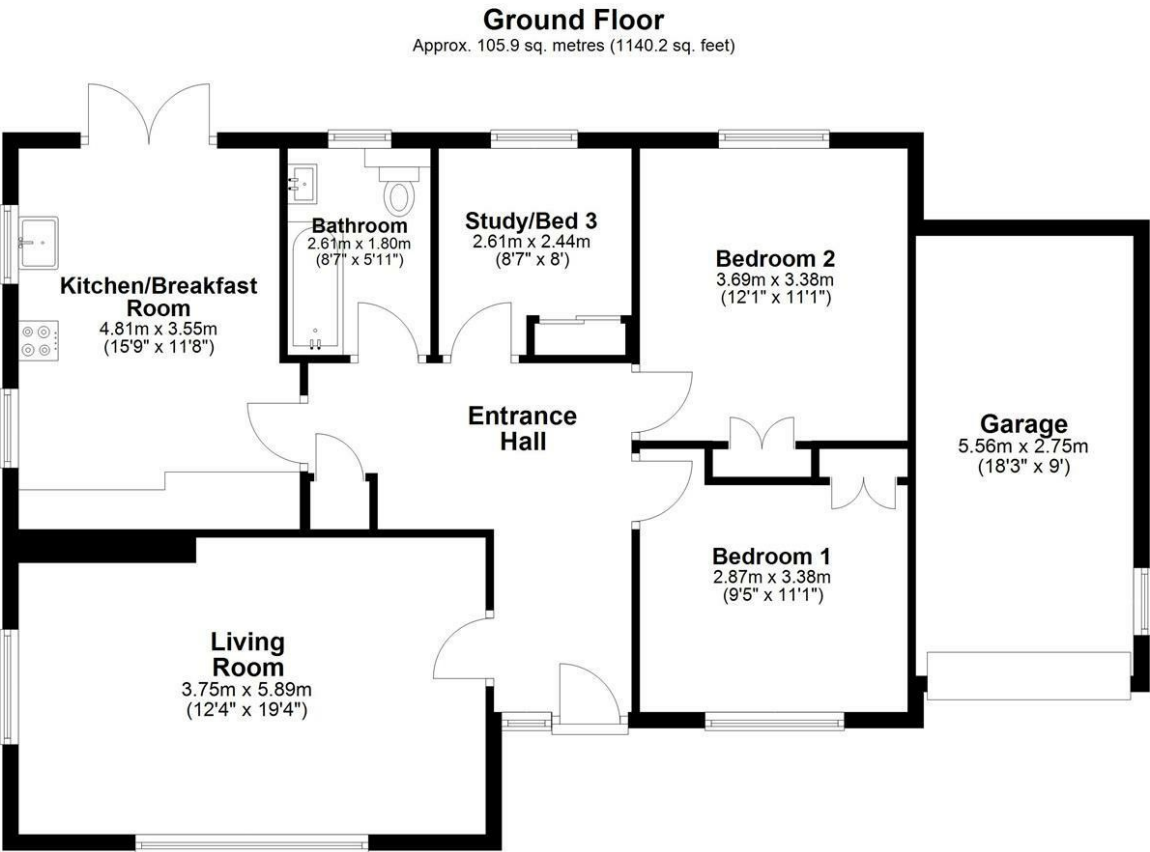 Ground Floor
Approx. 105.9 sq. metres (1140.2 sq. feet)
Kitchen/Breakfast
Room
4.81m x 3.55m
(15'9" x 11'8")
Bathroom
2.61m x 1.80m
(8'7" x 5'11")
Study/Bed 3
2.61m x 2.44m
(8'7" x 8')
Bedroom 2
3.69m x 3.38m
(12'1" x 11'1")
Entrance
Hall
Garage
5.56m x 2.75m
(18'3" x 9')
Living
Room
3.75m x 5.89m
(12'4" x 19'4")
Bedroom 1
2.87m x 3.38m
(9'5" x 11'1")